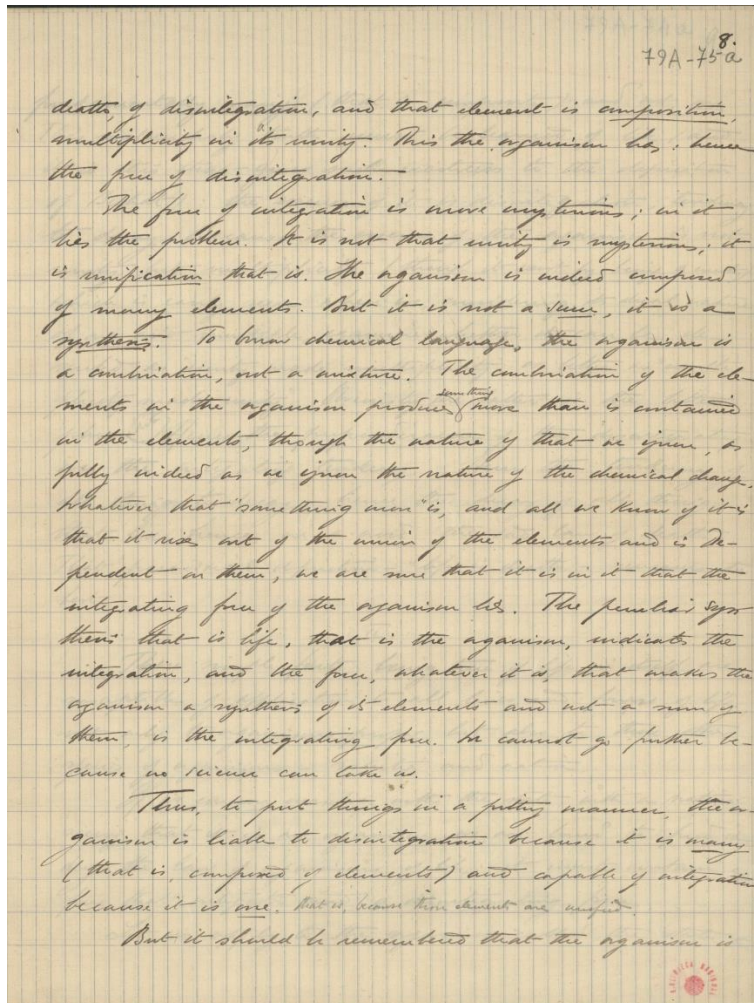 8.
79A-75a
death, of disintegration, and that element is composition,
multiplicity in its unity. This the organism has; hence
the force of disintegration.
The force of integration is more mysterious; in it
lies the problem. It is not that unity is mysterious; it
is unification that is. The organism is indeed composed
of many elements. But it is not a sum, it is a
synthesis. To borrow chemical language, the organism is
a combination, not a mixture. The combination of the ele-
ments in the organism produces something more than is contained
in the elements, though the nature of that we ignore, as
fully indeed as we ignore the nature of the chemical change.
Whatever that "something more" is, and all we know of it is
that it rises out of the union of the elements and is de-
pendent on them, we are sure that it is in it that the
integrating force of the organism lies. The peculiar syn-
thesis that is life, that is the organism, indicates the
integration, and the force, whatever it is, that makes the
organism a synthesis of its elements and not a sum of
them, is the integrating force. We cannot go further be-
cause no science can take us.
Thus, to put things in a pithy manner, the or-
ganism is liable to disintegration because it is many
(that is, composed of elements) and capable of integration
because it is one. that is, because those elements are unified.
But it should be remembered that the organism is